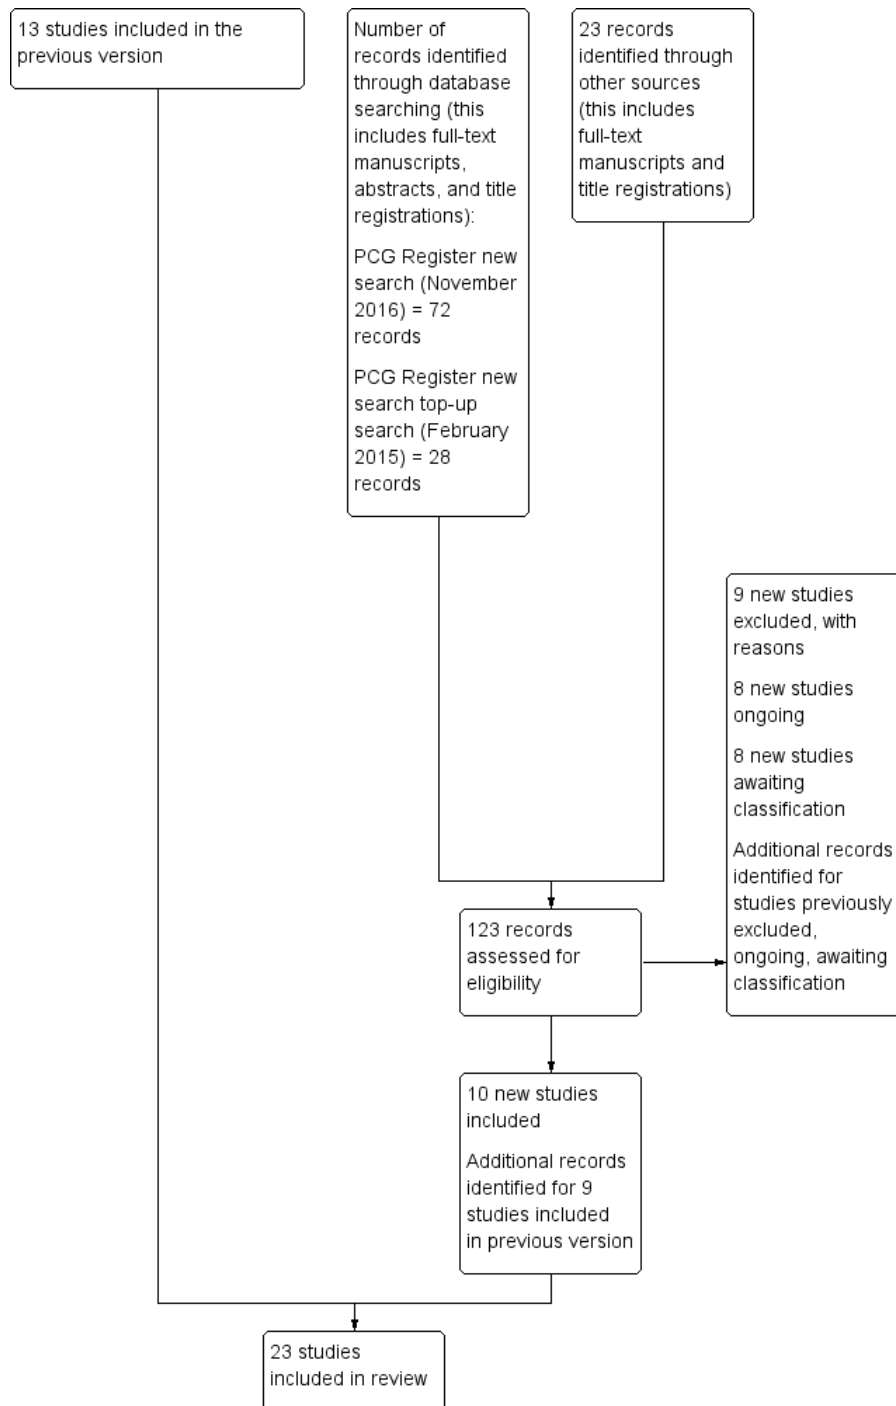 13 studies included in the
previous version
Number of
records identified
through database
searching (this
includes full-text
manuscripts,
abstracts, and title
registrations):
PCG Register new
search (November
2016) = 72
records
PCG Register new
search top-up
search (February
2015) = 28
records
23 records
identified through
other sources
(this includes
full-text
manuscripts and
title registrations)
9 new studies
excluded, with
reasons
8 new studies
ongoing
8 new studies
awaiting
classification
Additional records
identified for
studies previously
excluded,
ongoing, awaiting
classification
123 records
assessed for
eligibility
10 new studies
included
Additional records
identified for 9
studies included
in previous version
23 studies
included in review